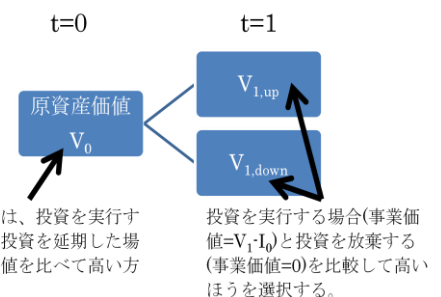 t=0
t=1
原資産価値
V0
V1,up
V1,down
は、投資を実行す
投資を延期した場
値を比べて高い方
投資を実行する場合(事業価
値=V1-I0)と投資を放棄する
(事業価値=0)を比較して高い
ほうを選択する。